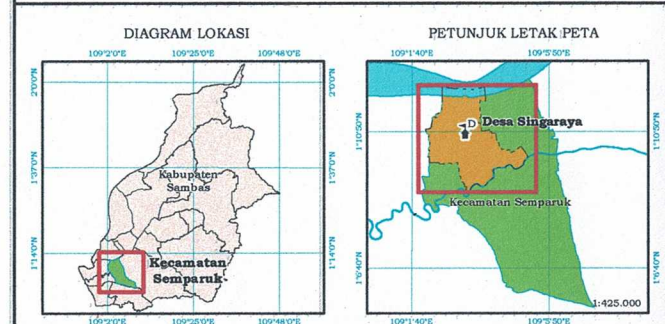 DIAGRAM LOKASI
109°2'0"E 109°25'0"E 109°48'0"E
2°0'0"N
1°37'0"N
1°14'0"N
Kabupaten
Sambas
Kecamatan
Semparuk
2°0'0"N
1°37'0"N
1°14'0"N
109°2'0"E 109°25'0"E 109°48'0"E
PETUNJUK LETAK PETA
109°1'40"E 109°5'50"E
1°10'50"N
1°6'40"N
D
Desa Singaraya
Kecamatan Semparuk
1:425.000
1°10'50"N
1°6'40"N
109°1'40"E 109°5'50"E